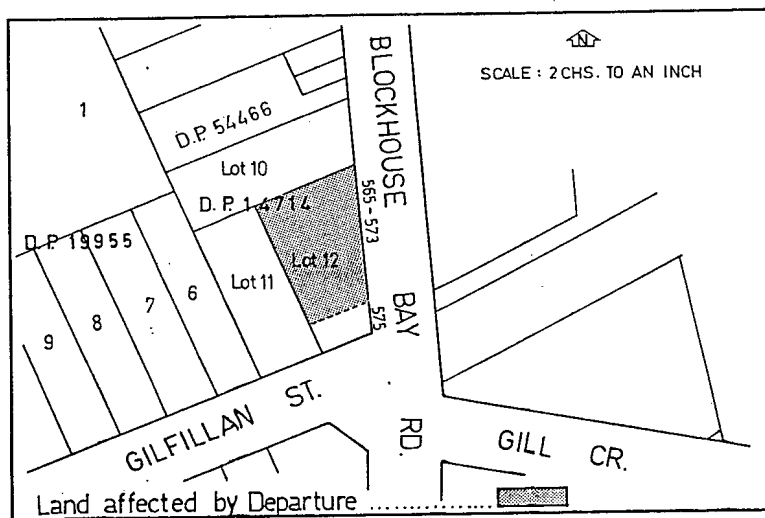 N
SCALE : 2 CHS. TO AN INCH
BLOCKHOUSE BAY RD.
1
D.P. 54466
Lot 10
D. P. 14714
565-573
D. P. 19955
Lot 12
Lot 11
6
7
8
9
575
GILFILLAN ST.
GILL CR.
Land affected by Departure ..................